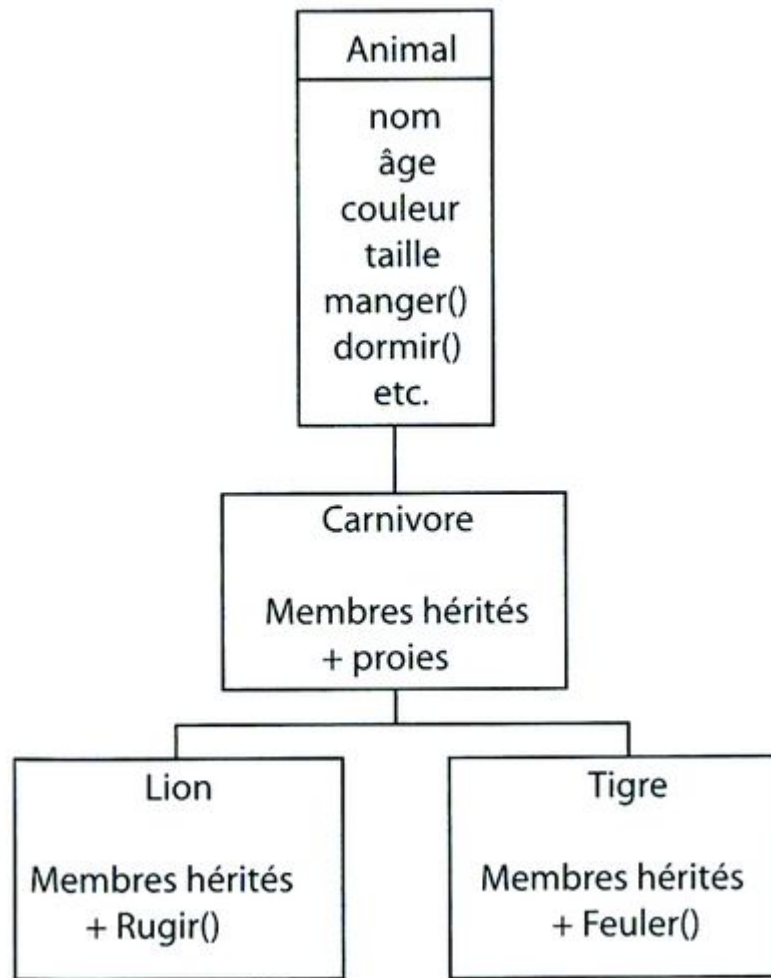 Animal
nom
âge
couleur
taille
manger()
dormir()
etc.
Carnivore
Membres hérités
+ proies
Lion
Membres hérités
+ Rugir()
Tigre
Membres hérités
+ Feuler()